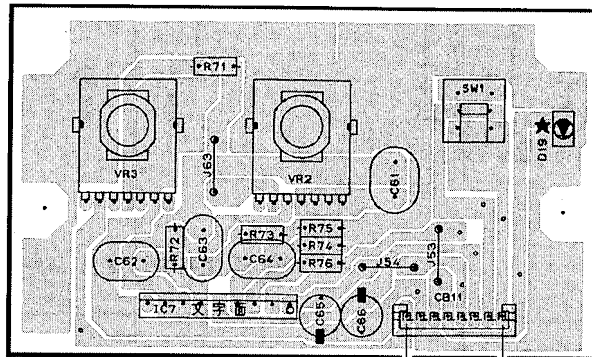 R71
SW1
D19
VR3
J63
VR2
C61
R72
C63
R73
R75
R74
R76
C62
C64
J54
J53
CB11
IC7 文字面
C65
C66